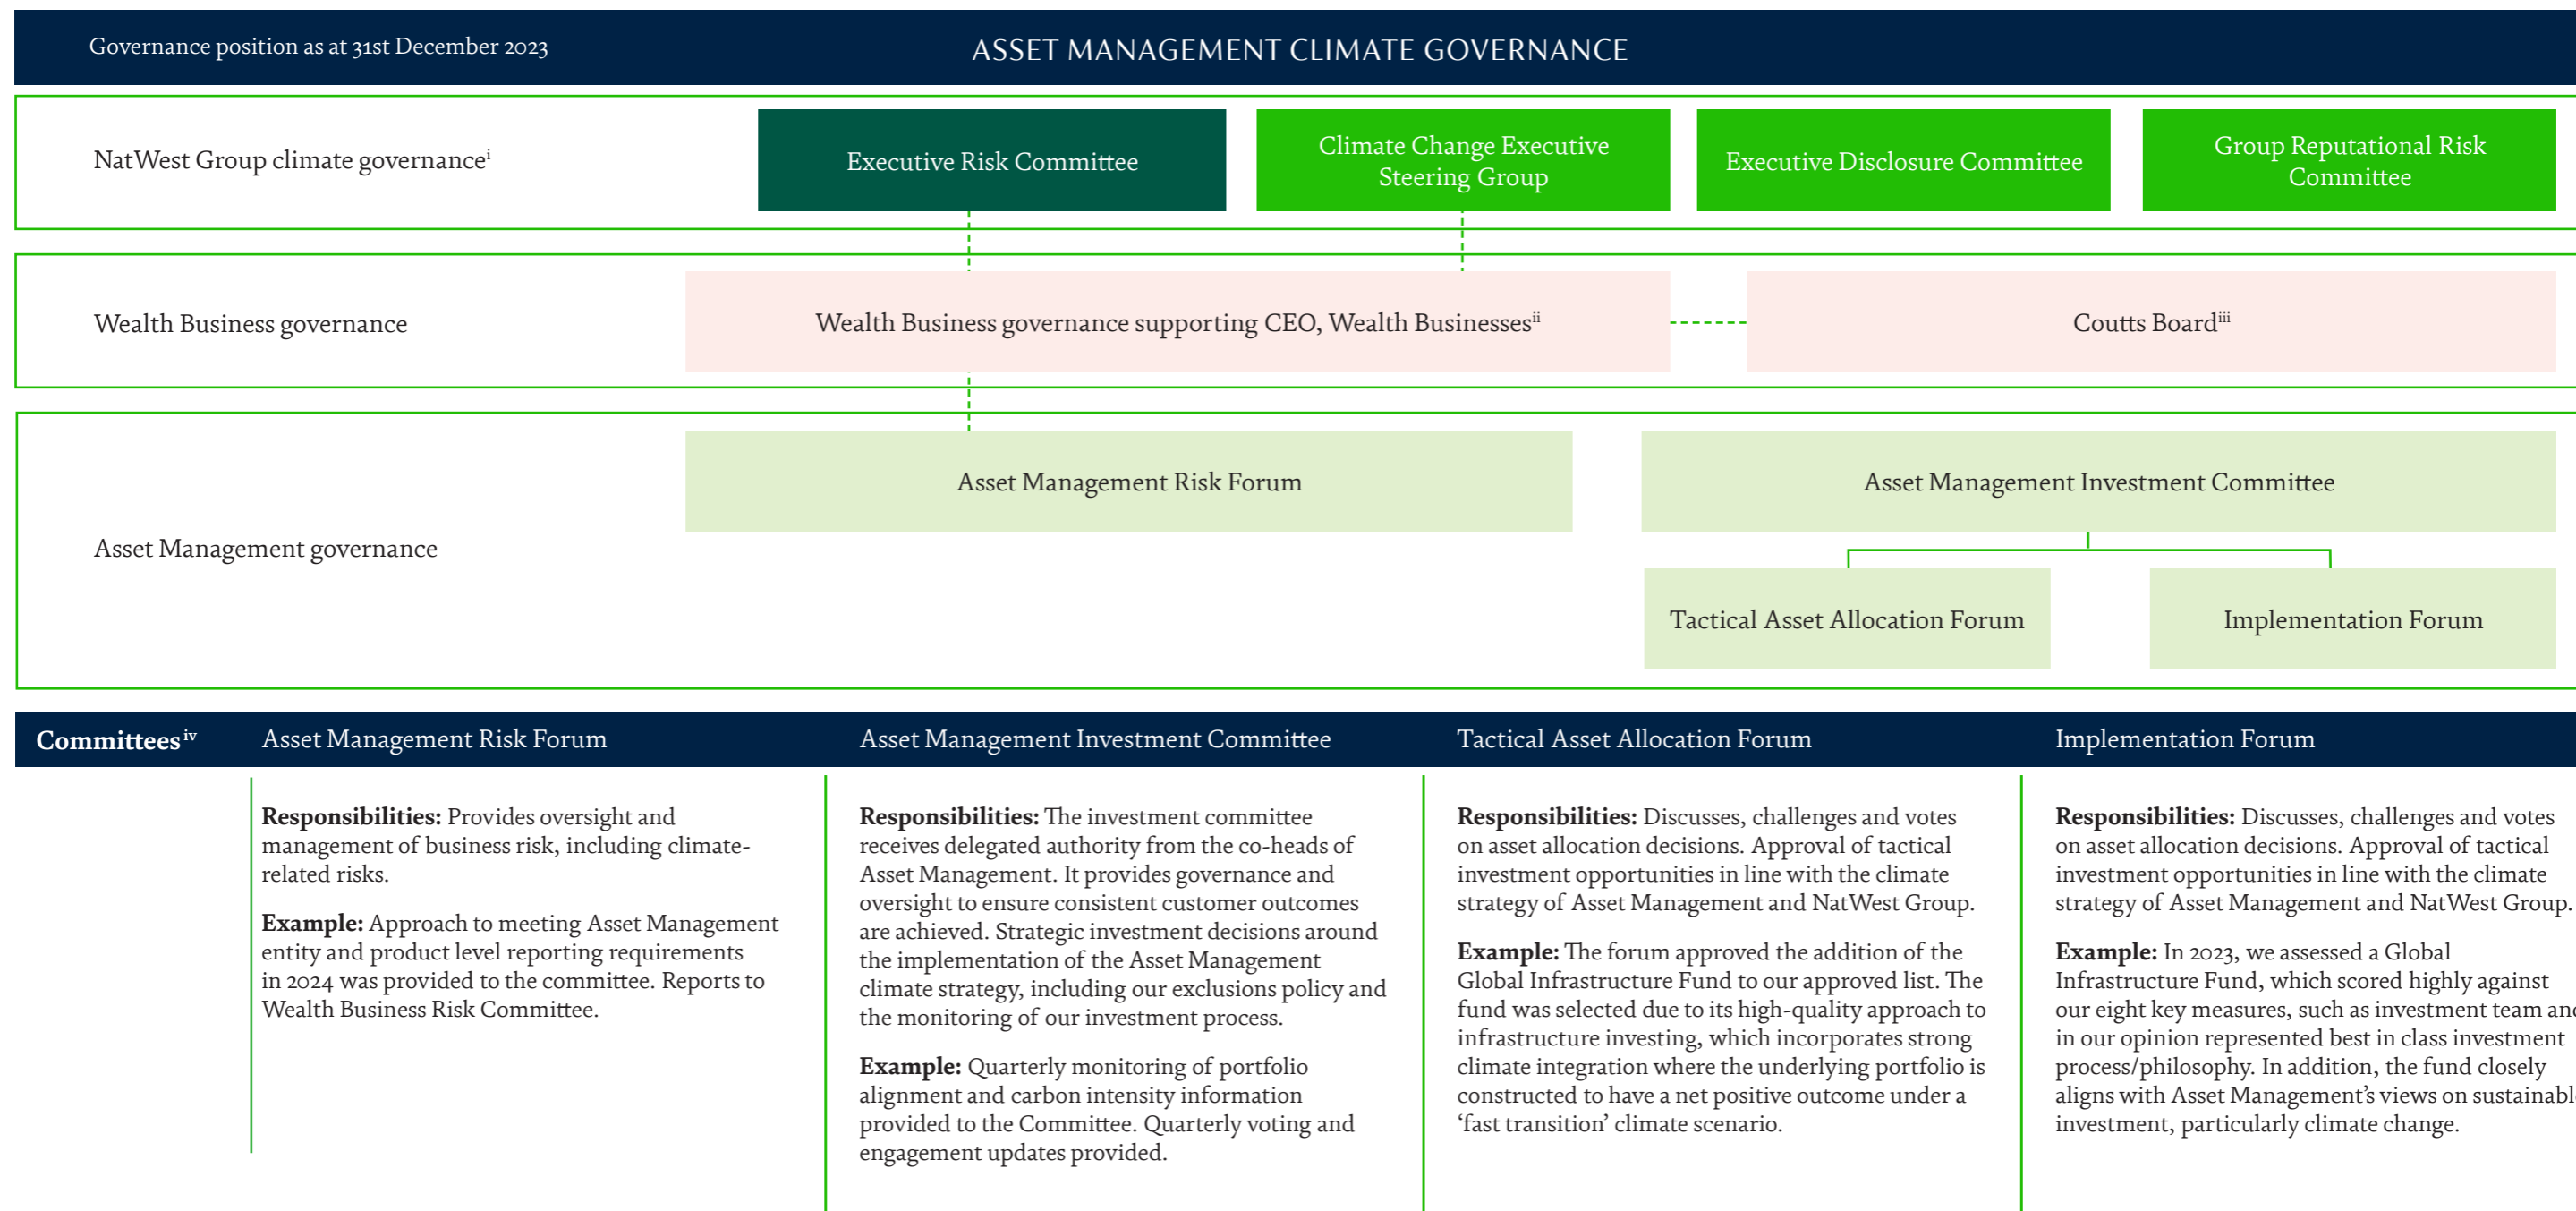 Governance position as at 31st December 2023
ASSET MANAGEMENT CLIMATE GOVERNANCE
NatWest Group climate governanceⁱ
Executive Risk Committee
Climate Change Executive
Steering Group
Executive Disclosure Committee
Group Reputational Risk
Committee
Wealth Business governance
Wealth Business governance supporting CEO, Wealth Businessesⁱⁱ
Coutts Boardⁱⁱⁱ
Asset Management governance
Asset Management Risk Forum
Asset Management Investment Committee
Tactical Asset Allocation Forum
Implementation Forum
Committees ⁱᵛ
Asset Management Risk Forum
Asset Management Investment Committee
Tactical Asset Allocation Forum
Implementation Forum
Responsibilities: Provides oversight and
management of business risk, including climate-
related risks.
Example: Approach to meeting Asset Management
entity and product level reporting requirements
in 2024 was provided to the committee. Reports to
Wealth Business Risk Committee.
Responsibilities: The investment committee
receives delegated authority from the co-heads of
Asset Management. It provides governance and
oversight to ensure consistent customer outcomes
are achieved. Strategic investment decisions around
the implementation of the Asset Management
climate strategy, including our exclusions policy and
the monitoring of our investment process.
Example: Quarterly monitoring of portfolio
alignment and carbon intensity information
provided to the Committee. Quarterly voting and
engagement updates provided.
Responsibilities: Discusses, challenges and votes
on asset allocation decisions. Approval of tactical
investment opportunities in line with the climate
strategy of Asset Management and NatWest Group.
Example: The forum approved the addition of the
Global Infrastructure Fund to our approved list. The
fund was selected due to its high-quality approach to
infrastructure investing, which incorporates strong
climate integration where the underlying portfolio is
constructed to have a net positive outcome under a
‘fast transition’ climate scenario.
Responsibilities: Discusses, challenges and votes
on asset allocation decisions. Approval of tactical
investment opportunities in line with the climate
strategy of Asset Management and NatWest Group.
Example: In 2023, we assessed a Global
Infrastructure Fund, which scored highly against
our eight key measures, such as investment team
in our opinion represented best in class investment
process/philosophy. In addition, the fund closely
aligns with Asset Management’s views on
investment, particularly climate change.